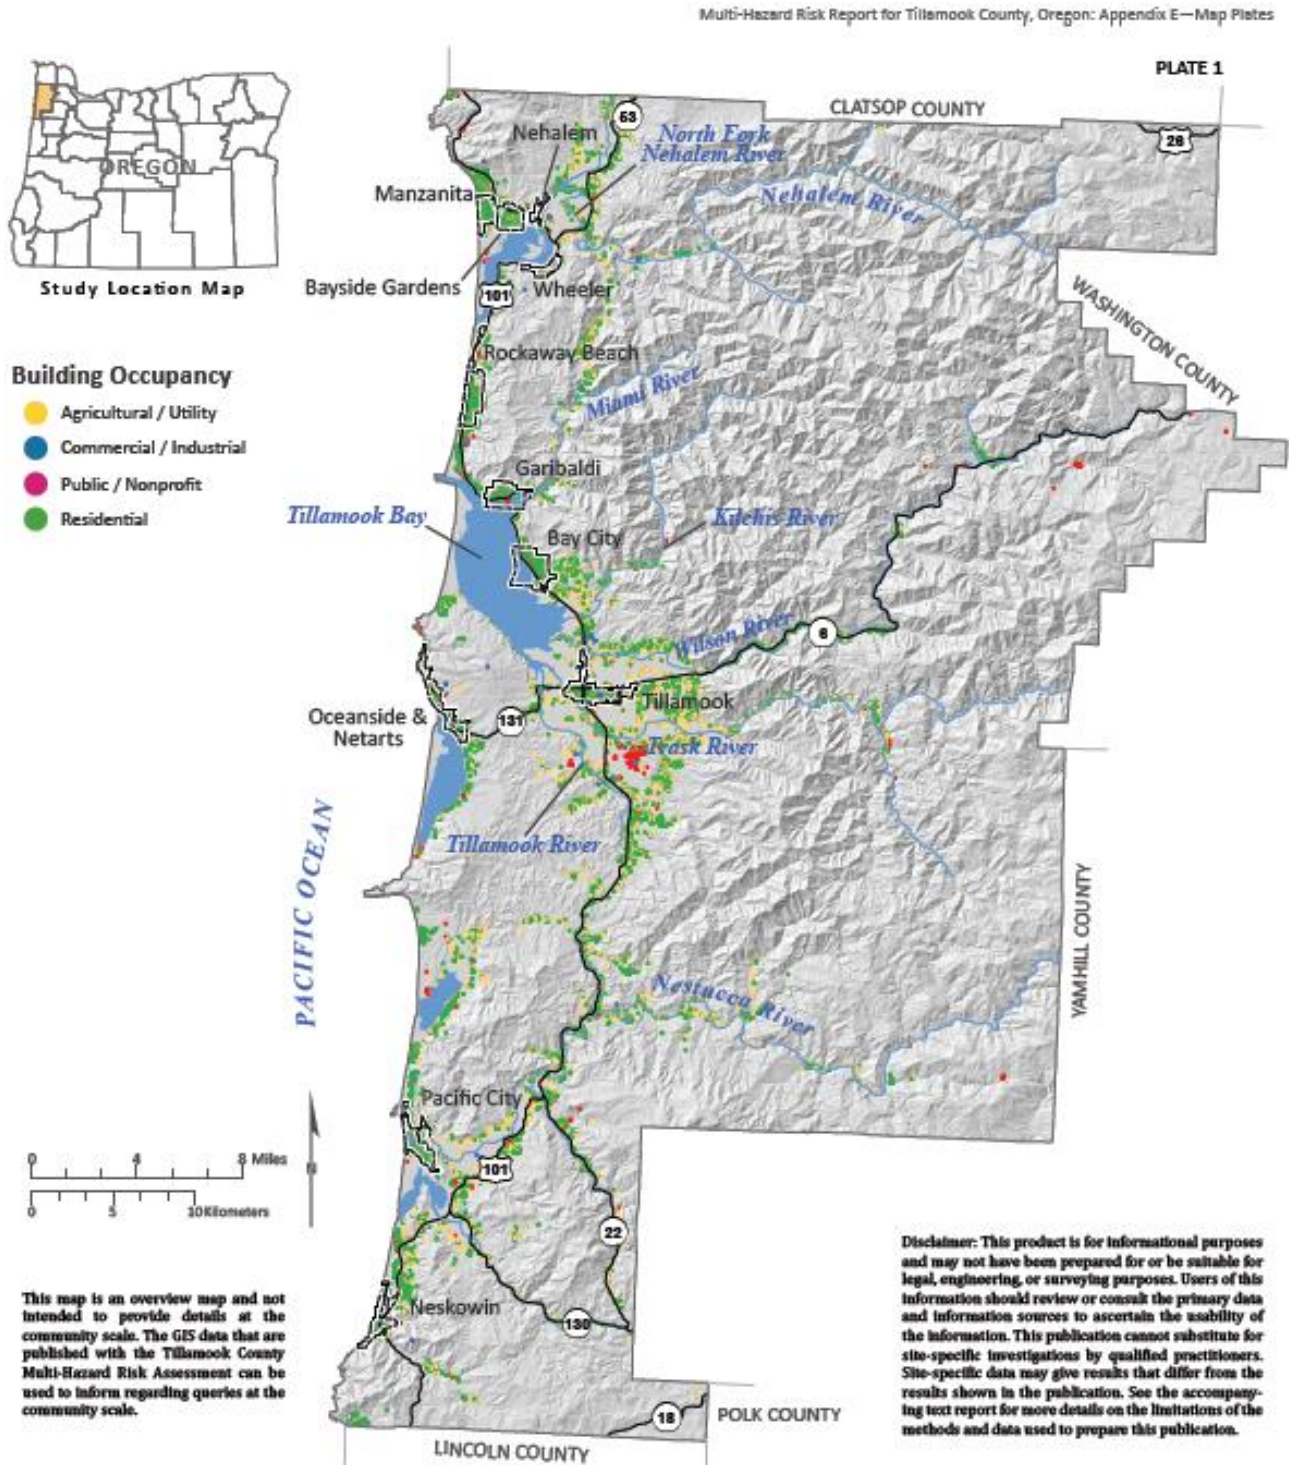 Multi-Hazard Risk Report for Tillamook County, Oregon: Appendix E—Map Plates
PLATE 1
CLATSOP COUNTY
53
26
Nehalem
North Fork
Nehalem River
OREGON
Manzanita
Nehalem River
Study Location Map
Bayside Gardens
101
Wheeler
WASHINGTON COUNTY
Rockaway Beach
Building Occupancy
Agricultural / Utility
Commercial / Industrial
Public / Nonprofit
Residential
Miami River
Garibaldi
Tillamook Bay
Kilchis River
Bay City
Wilson River
6
Tillamook
Oceanside &
Netarts
131
Trask River
Tillamook River
PACIFIC OCEAN
YAMHILL COUNTY
Nestucca River
Pacific City
0 4 8 Miles
N
0 5 10 Kilometers
101
22
Neskowin
130
This map is an overview map and not
intended to provide details at the
community scale. The GIS data that are
published with the Tillamook County
Multi-Hazard Risk Assessment can be
used to inform regarding queries at the
community scale.
Disclaimer: This product is for informational purposes
and may not have been prepared for or be suitable for
legal, engineering, or surveying purposes. Users of this
information should review or consult the primary data
and information sources to ascertain the usability of
the information. This publication cannot substitute for
site-specific investigations by qualified practitioners.
Site-specific data may give results that differ from the
results shown in the publication. See the accompany-
ing text report for more details on the limitations of the
methods and data used to prepare this publication.
18
POLK COUNTY
LINCOLN COUNTY